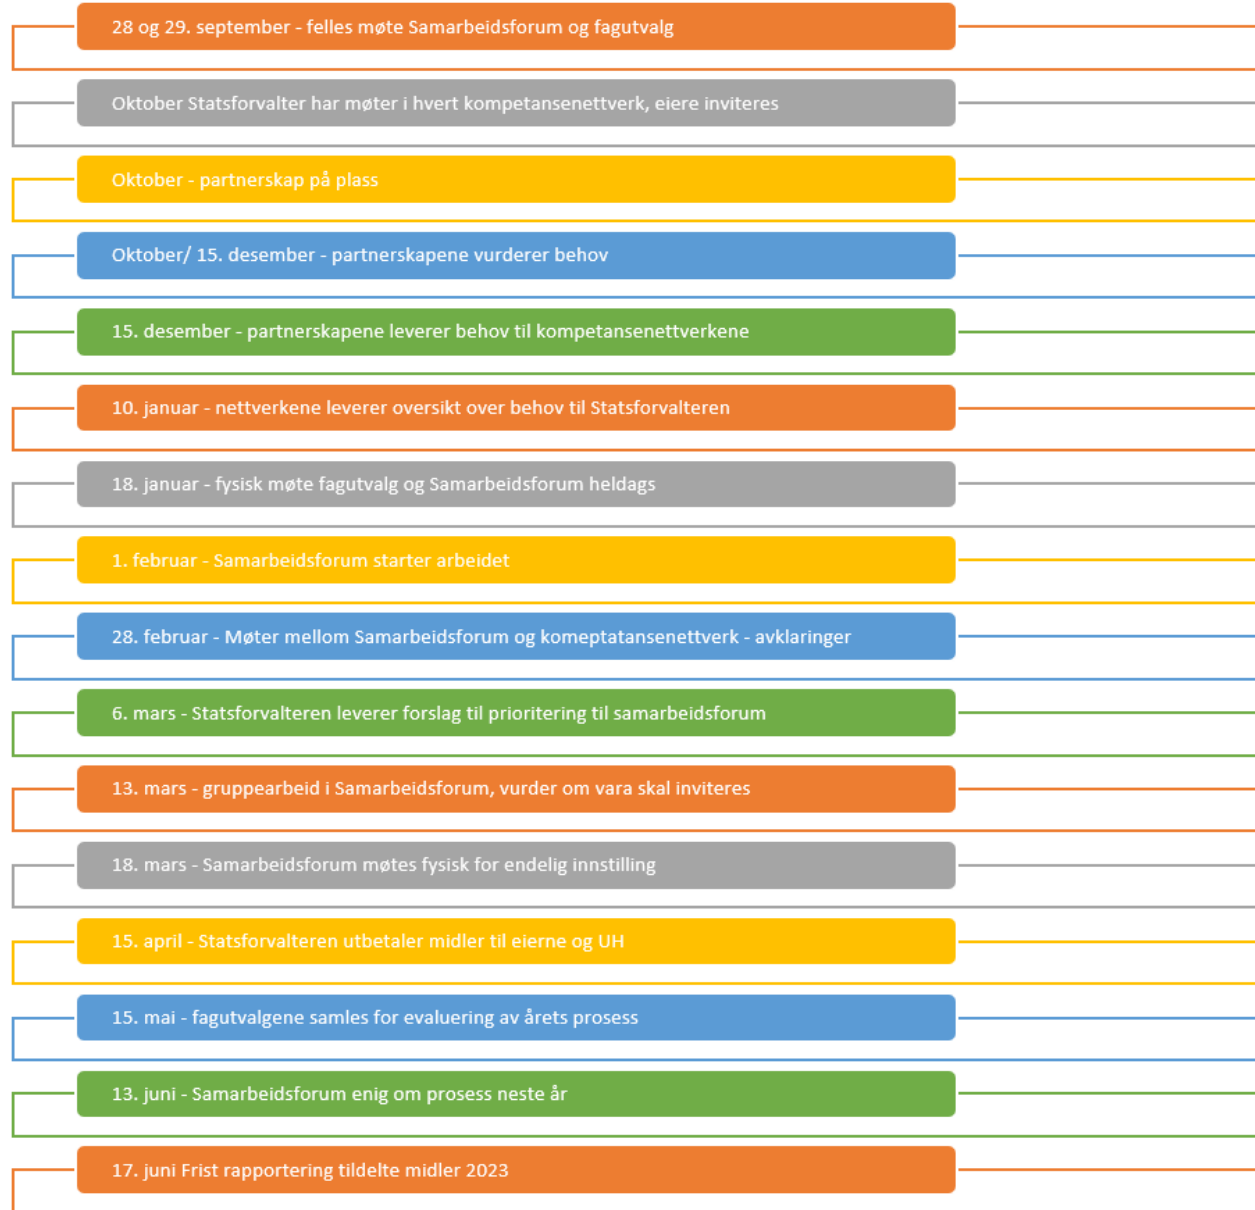 28 og 29. september - felles møte Samarbeidsforum og fagutvalg
Oktober Statsforvalter har møter i hvert kompetansenettverk, eiere inviteres
Oktober - partnerskap på plass
Oktober/ 15. desember - partnerskapene vurderer behov
15. desember - partnerskapene leverer behov til kompetansenettverkene
10. januar - nettverkene leverer oversikt over behov til Statsforvalteren
18. januar - fysisk møte fagutvalg og Samarbeidsforum heldags
1. februar - Samarbeidsforum starter arbeidet
28. februar - Møter mellom Samarbeidsforum og komeptatansenettverk - avklaringer
6. mars - Statsforvalteren leverer forslag til prioritering til samarbeidsforum
13. mars - gruppearbeid i Samarbeidsforum, vurder om vara skal inviteres
18. mars - Samarbeidsforum møtes fysisk for endelig innstilling
15. april - Statsforvalteren utbetaler midler til eierne og UH
15. mai - fagutvalgene samles for evaluering av årets prosess
13. juni - Samarbeidsforum enig om prosess neste år
17. juni Frist rapportering tildelte midler 2023